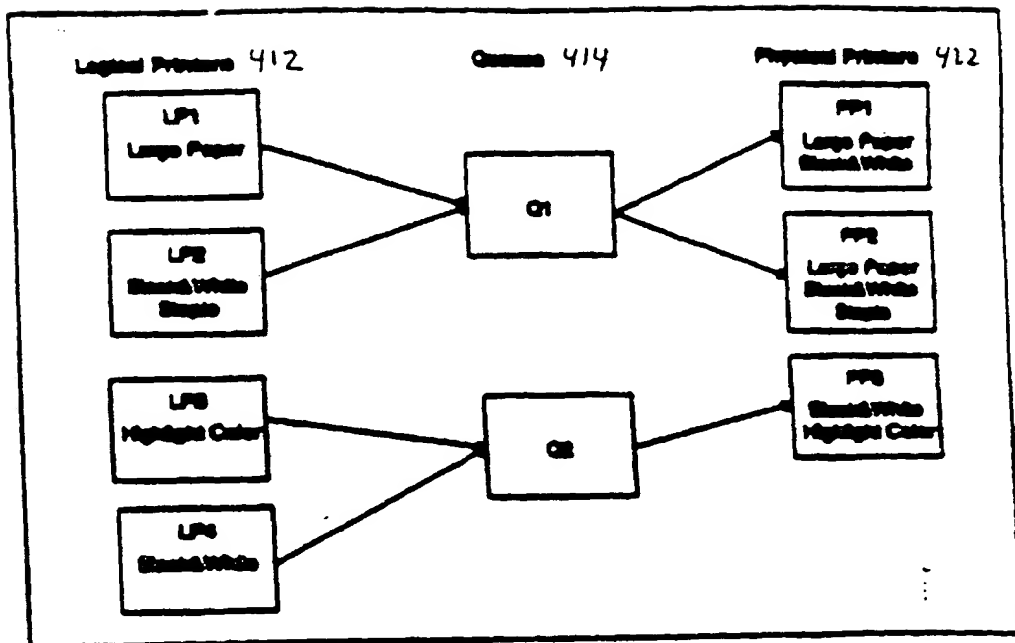 Logical Printers 412
Queues 414
Physical Printers 422
LP1
Large Paper
LP2
Black&White
Staple
LP3
Highlight Color
LP4
Black&White
Q1
Q2
PP1
Large Paper
Black&White
PP2
Large Paper
Black&White
Staple
PP3
Black&White
Highlight Color